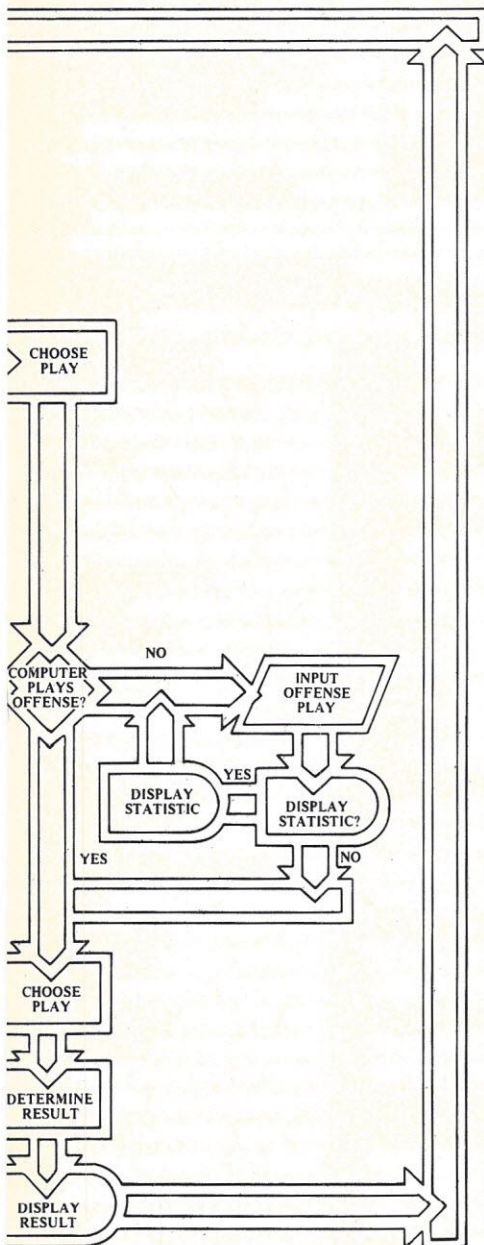 CHOOSE
PLAY
NO
COMPUTER
PLAYS
OFFENSE?
INPUT
OFFENSE
PLAY
YES
DISPLAY
STATISTIC
DISPLAY
STATISTIC?
YES
NO
CHOOSE
PLAY
DETERMINE
RESULT
DISPLAY
RESULT